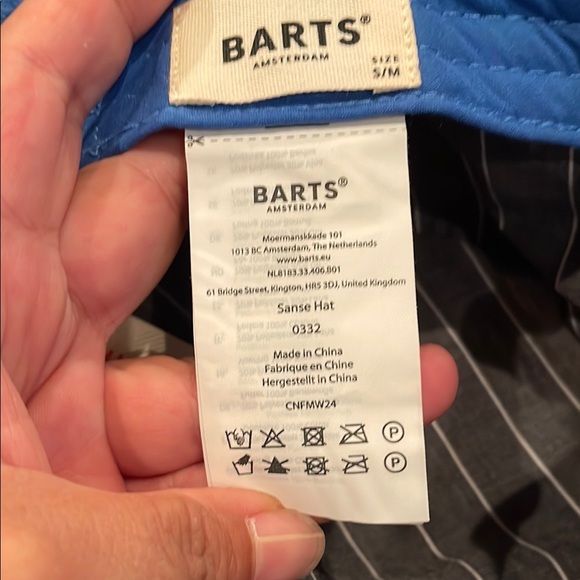 BARTS®
AMSTERDAM
SIZE
S/M
BARTS®
AMSTERDAM
Moermanskkade 101
1013 BC Amsterdam, The Netherlands
www.barts.eu
NL8183.33.406.B01
61 Bridge Street, Kington, HR5 3DJ, United Kingdom
Sanse Hat
0332
Made in China
Fabrique en Chine
Hergestellt in China
CNFMW24
P
P